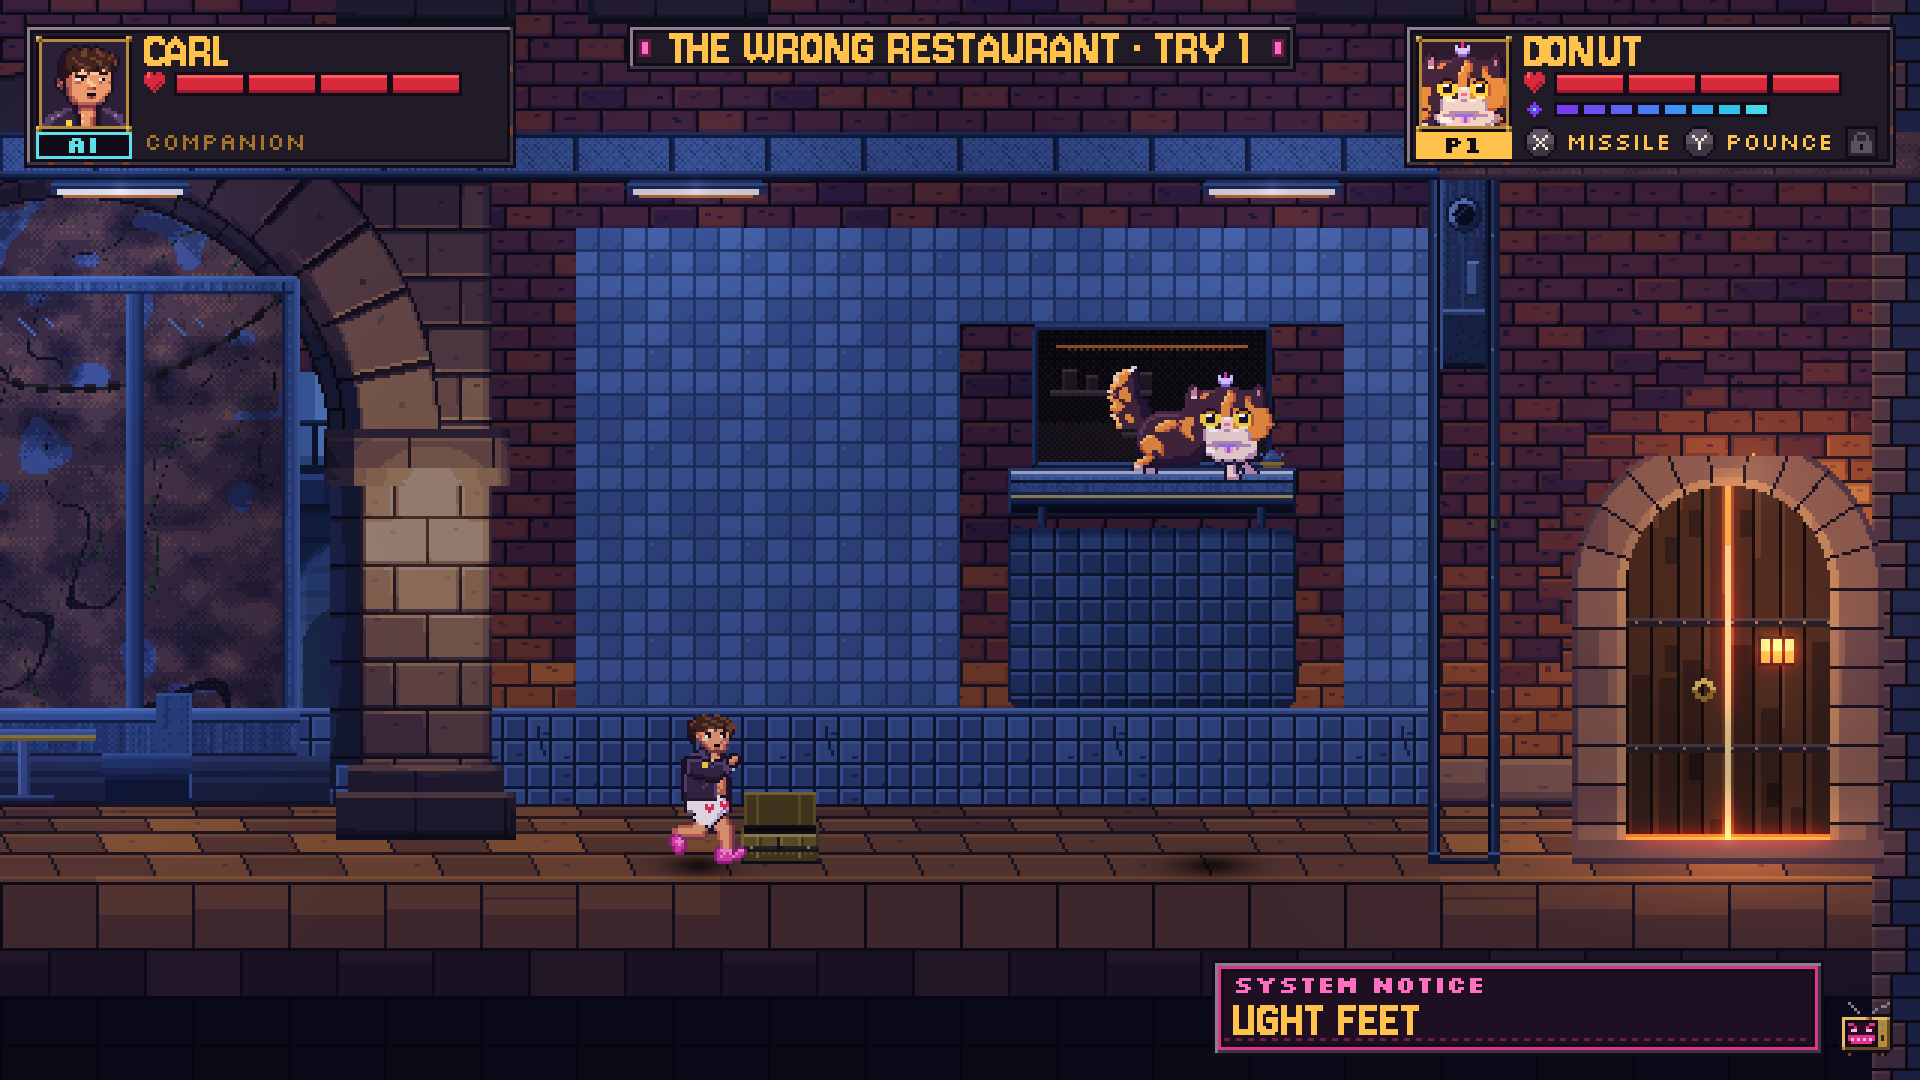 CARL
AI
COMPANION
THE WRONG RESTAURANT · TRY 1
DONUT
P1
X MISSILE Y POUNCE
SYSTEM NOTICE
LIGHT FEET